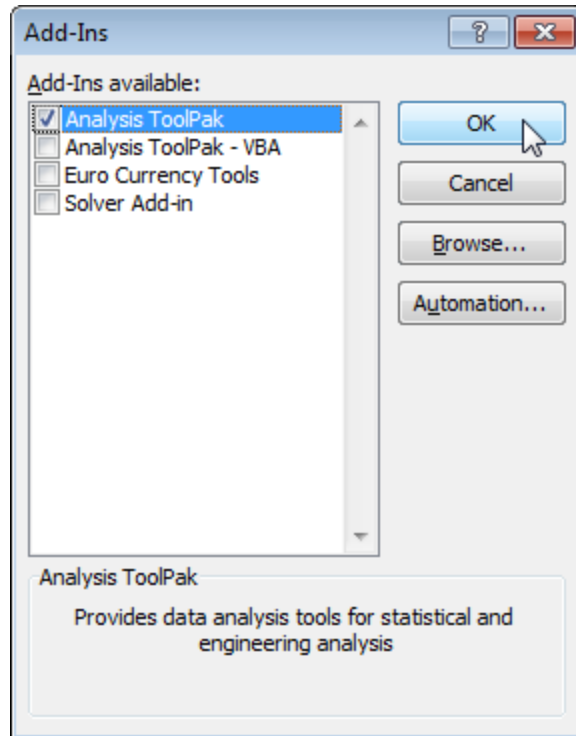 Add-Ins
Add-Ins available:
Analysis ToolPak
Analysis ToolPak - VBA
Euro Currency Tools
Solver Add-in
OK
Cancel
Browse...
Automation...
Analysis ToolPak
Provides data analysis tools for statistical and
engineering analysis